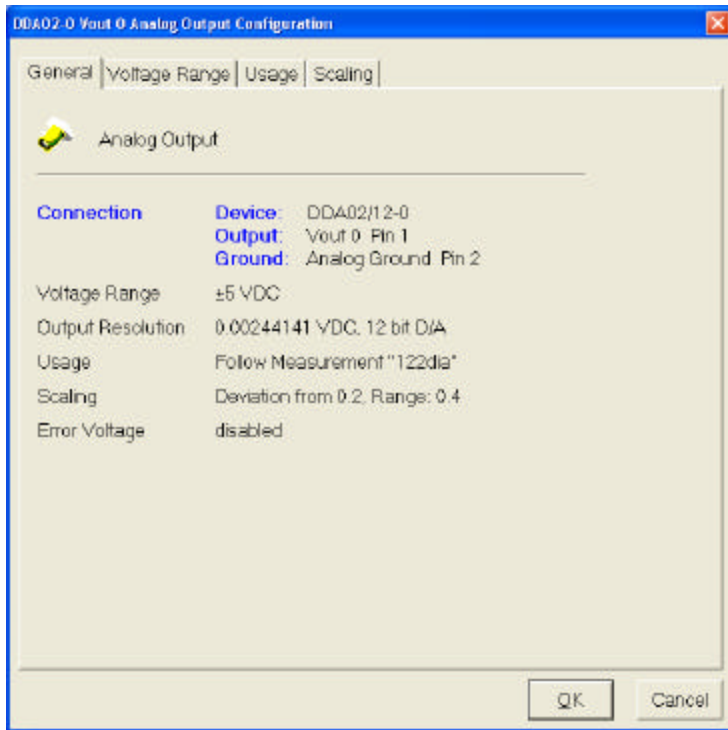 DDA02-0 Vout 0 Analog Output Configuration
General Voltage Range Usage Scaling
Analog Output
Connection Device: DDA02/12-0
Output: Vout 0 Pin 1
Ground: Analog Ground Pin 2
Voltage Range ±5 VDC
Output Resolution 0.00244141 VDC, 12 bit D/A
Usage Follow Measurement "122dia"
Scaling Deviation from 0.2, Range: 0.4
Error Voltage disabled
OK Cancel